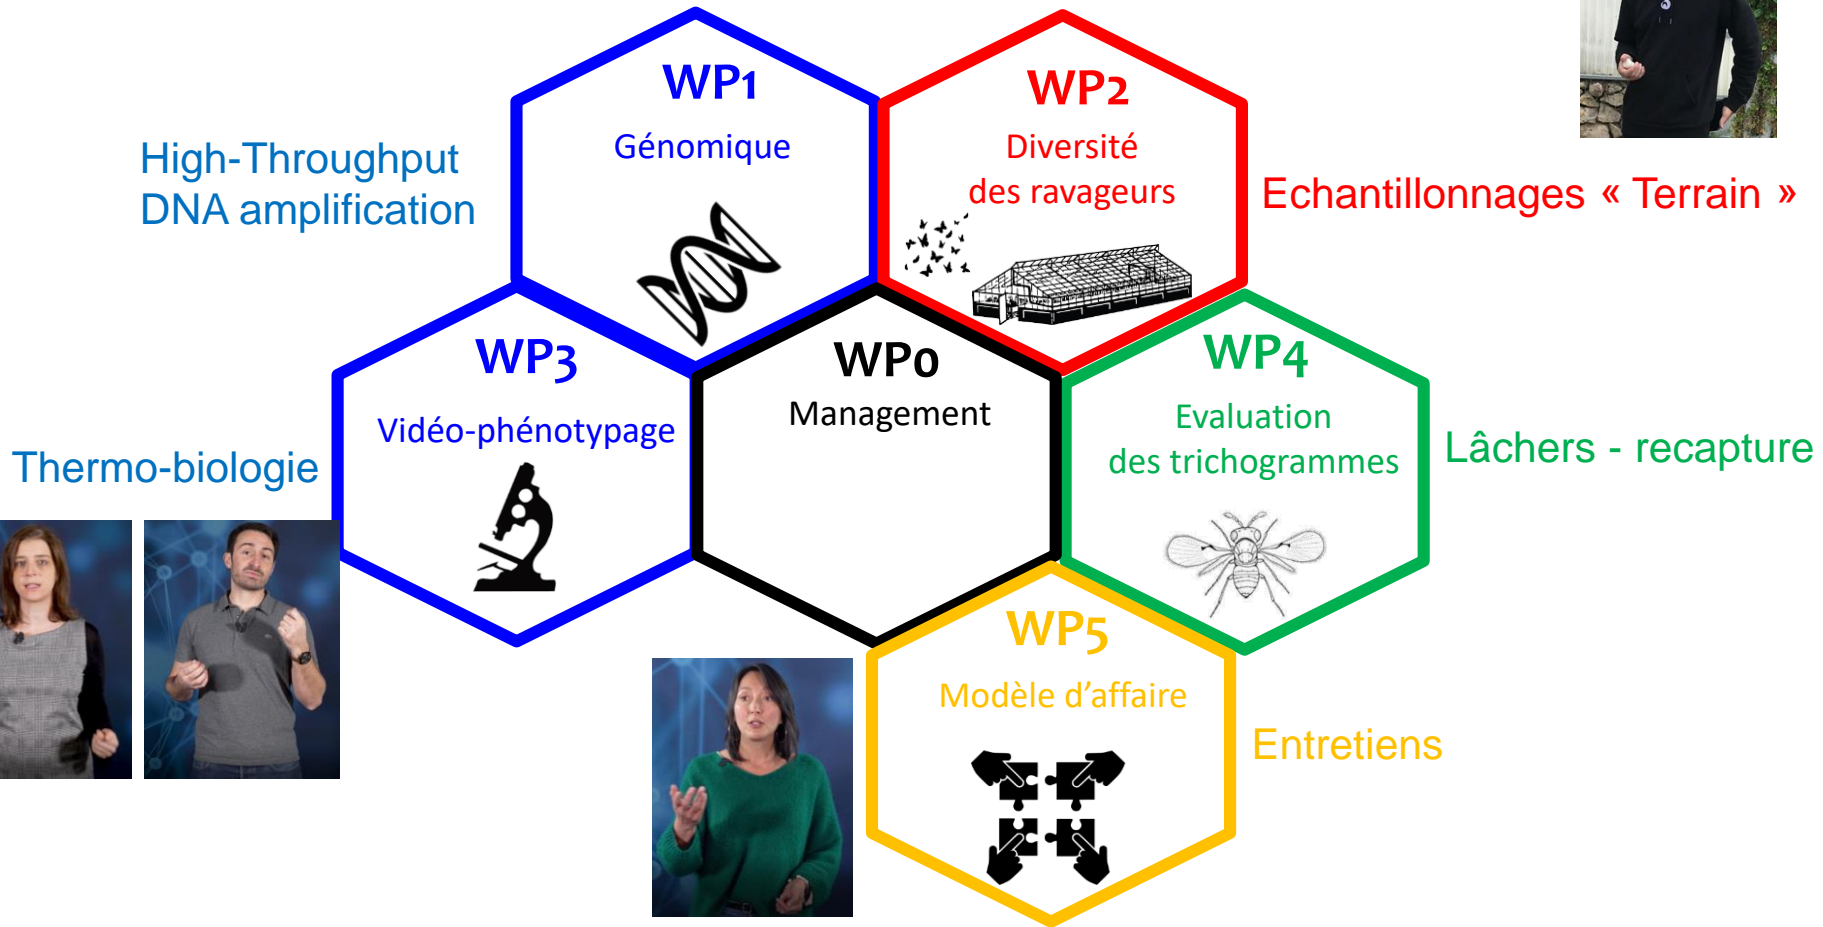 WP1
Génomique
High-Throughput
DNA amplification
WP2
Diversité
des ravageurs
Echantillonnages « Terrain »
WP3
Vidéo-phénotypage
Thermo-biologie
WP0
Management
WP4
Evaluation
des trichogrammes
Lâchers - recapture
WP5
Modèle d’affaire
Entretiens